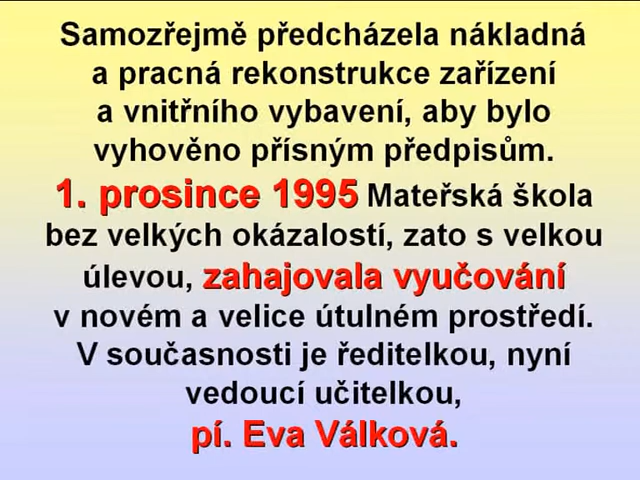 Samozřejmě předcházela nákladná
a pracná rekonstrukce zařízení
a vnitřního vybavení, aby bylo
vyhověno přísným předpisům.
1. prosince 1995 Mateřská škola
bez velkých okázalostí, zato s velkou
úlevou, zahajovala vyučování
v novém a velice útulném prostředí.
V současnosti je ředitelkou, nyní
vedoucí učitelkou,
pí. Eva Válková.